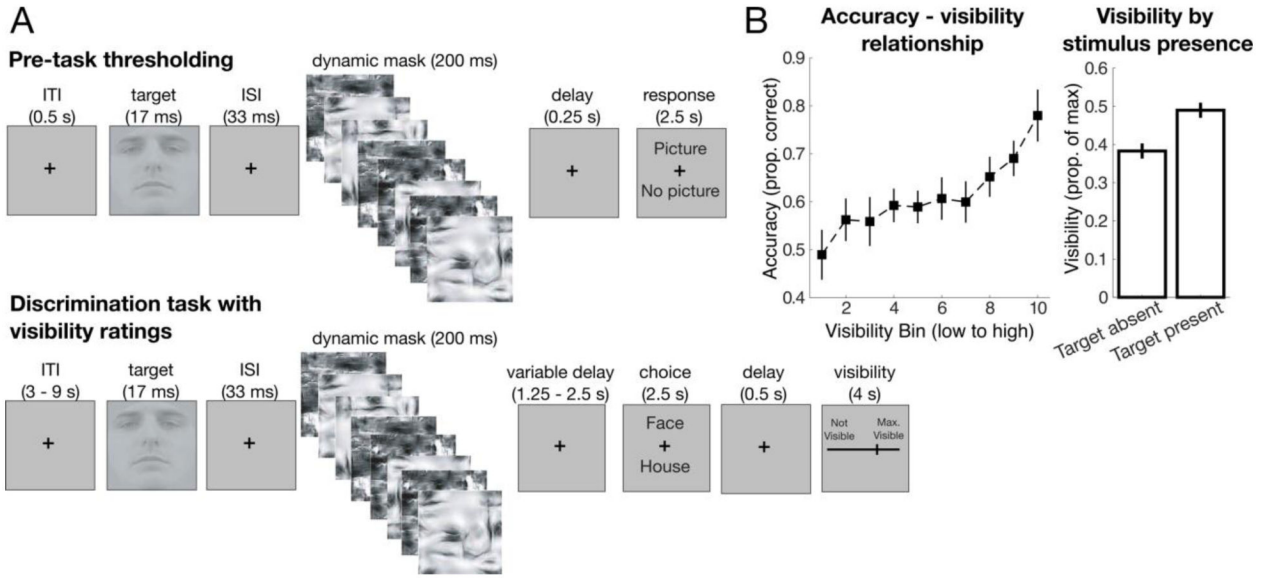 A
Pre-task thresholding
dynamic mask (200 ms)
ITI
(0.5 s)
target
(17 ms)
ISI
(33 ms)
delay
(0.25 s)
response
(2.5 s)
+
+
+
Picture
+
No picture
Discrimination task with
visibility ratings
dynamic mask (200 ms)
ITI
(3 - 9 s)
target
(17 ms)
ISI
(33 ms)
variable delay
(1.25 - 2.5 s)
choice
(2.5 s)
delay
(0.5 s)
visibility
(4 s)
+
+
+
Face
+
House
+
Not
Visible
Max.
Visible
B
Accuracy - visibility
relationship
Accuracy (prop. correct)
0.9
0.8
0.7
0.6
0.5
0.4
2 4 6 8 10
Visibility Bin (low to high)
Visibility by
stimulus presence
Visibility (prop. of max)
0.6
0.5
0.4
0.3
0.2
0.1
0
Target absent
Target present